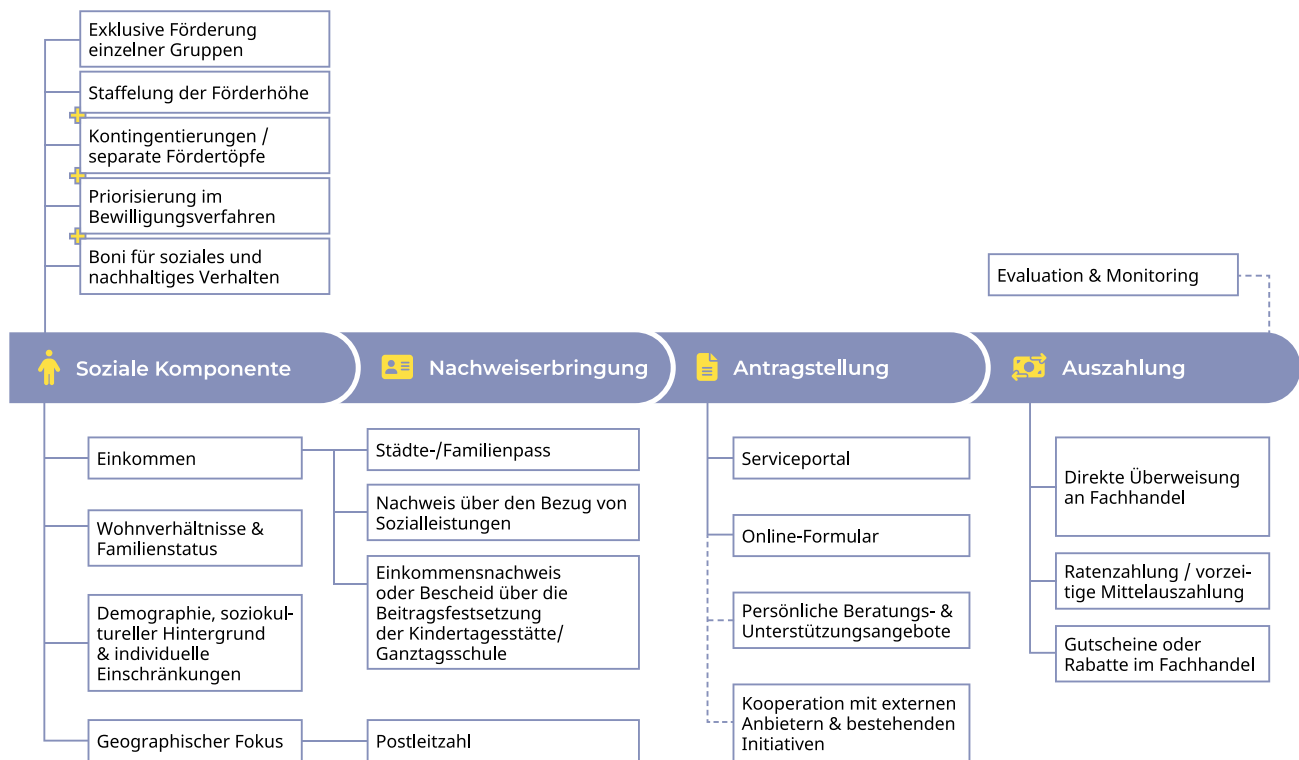 Exklusive Förderung
einzelner Gruppen
Staffelung der Förderhöhe
Kontingentierungen /
separate Fördertöpfe
Priorisierung im
Bewilligungsverfahren
Boni für soziales und
nachhaltiges Verhalten
Evaluation & Monitoring
Soziale Komponente
Nachweiserbringung
Antragstellung
Auszahlung
Einkommen
Wohnverhältnisse &
Familienstatus
Demographie, soziokul-
tureller Hintergrund
& individuelle
Einschränkungen
Geographischer Fokus
Städte-/Familienpass
Nachweis über den Bezug von
Sozialleistungen
Einkommensnachweis
oder Bescheid über die
Beitragsfestsetzung
der Kindertagesstätte/
Ganztagsschule
Postleitzahl
Serviceportal
Online-Formular
Persönliche Beratungs- &
Unterstützungsangebote
Kooperation mit externen
Anbietern & bestehenden
Initiativen
Direkte Überweisung
an Fachhandel
Ratenzahlung / vorzei-
tige Mittelauszahlung
Gutscheine oder
Rabatte im Fachhandel